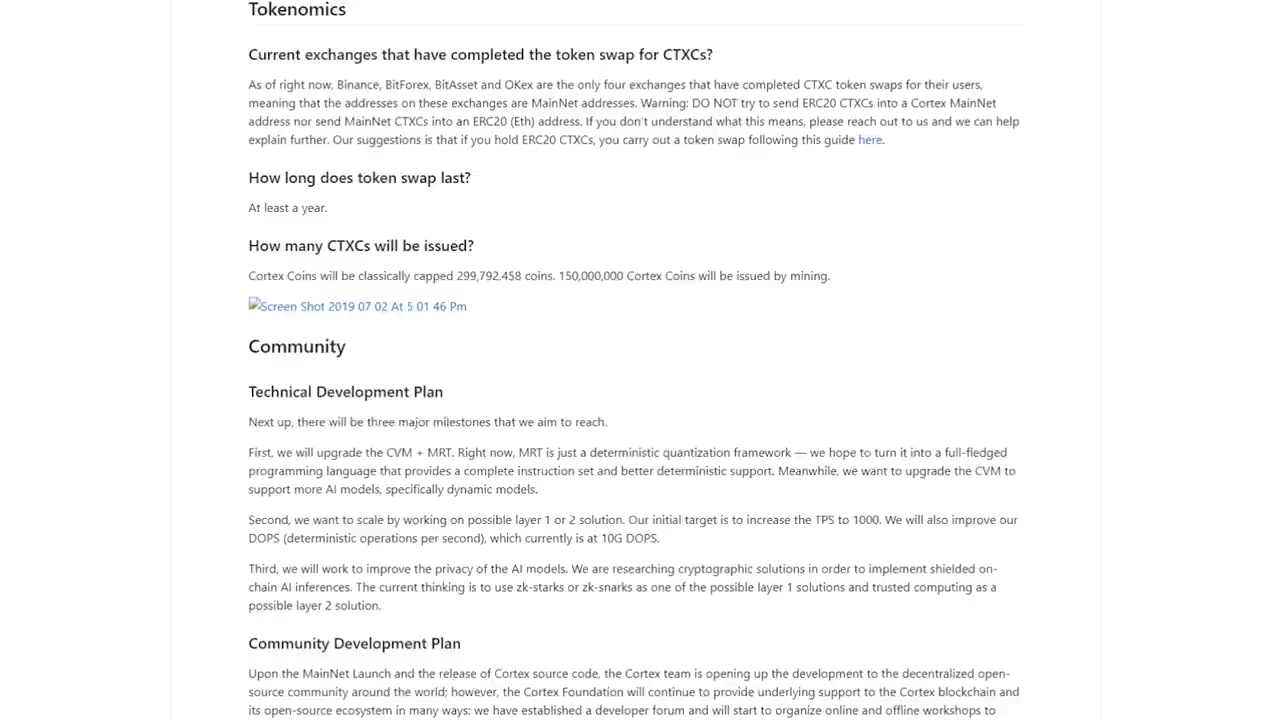 Tokenomics
Current exchanges that have completed the token swap for CTXCs?
As of right now, Binance, BitForex, BitAsset and OKex are the only four exchanges that have completed CTXC token swaps for their users,
meaning that the addresses on these exchanges are MainNet addresses. Warning: DO NOT try to send ERC20 CTXCs into a Cortex MainNet
address nor send MainNet CTXCs into an ERC20 (Eth) address. If you don't understand what this means, please reach out to us and we can help
explain further. Our suggestions is that if you hold ERC20 CTXCs, you carry out a token swap following this guide here.
How long does token swap last?
At least a year.
How many CTXCs will be issued?
Cortex Coins will be classically capped 299,792,458 coins. 150,000,000 Cortex Coins will be issued by mining.
Screen Shot 2019 07 02 At 5 01 46 Pm
Community
Technical Development Plan
Next up, there will be three major milestones that we aim to reach.
First, we will upgrade the CVM + MRT. Right now, MRT is just a deterministic quantization framework — we hope to turn it into a full-fledged
programming language that provides a complete instruction set and better deterministic support. Meanwhile, we want to upgrade the CVM to
support more AI models, specifically dynamic models.
Second, we want to scale by working on possible layer 1 or 2 solution. Our initial target is to increase the TPS to 1000. We will also improve our
DOPS (deterministic operations per second), which currently is at 10G DOPS.
Third, we will work to improve the privacy of the AI models. We are researching cryptographic solutions in order to implement shielded on-
chain AI inferences. The current thinking is to use zk-starks or zk-snarks as one of the possible layer 1 solutions and trusted computing as a
possible layer 2 solution.
Community Development Plan
Upon the MainNet Launch and the release of Cortex source code, the Cortex team is opening up the development to the decentralized open-
source community around the world; however, the Cortex Foundation will continue to provide underlying support to the Cortex blockchain and
its open-source ecosystem in many ways: we have established a developer forum and will start to organize online and offline workshops to